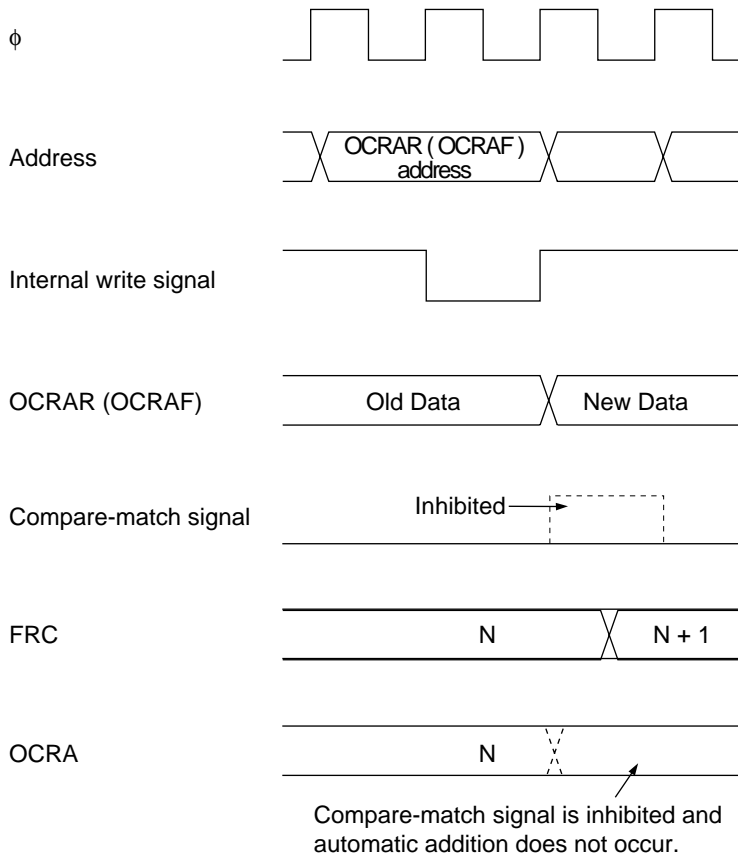 ϕ
Address
OCRAR (OCRAF)
address
Internal write signal
OCRAR (OCRAF)
Old Data
New Data
Compare-match signal
Inhibited
FRC
N
N + 1
OCRA
N
Compare-match signal is inhibited and
automatic addition does not occur.